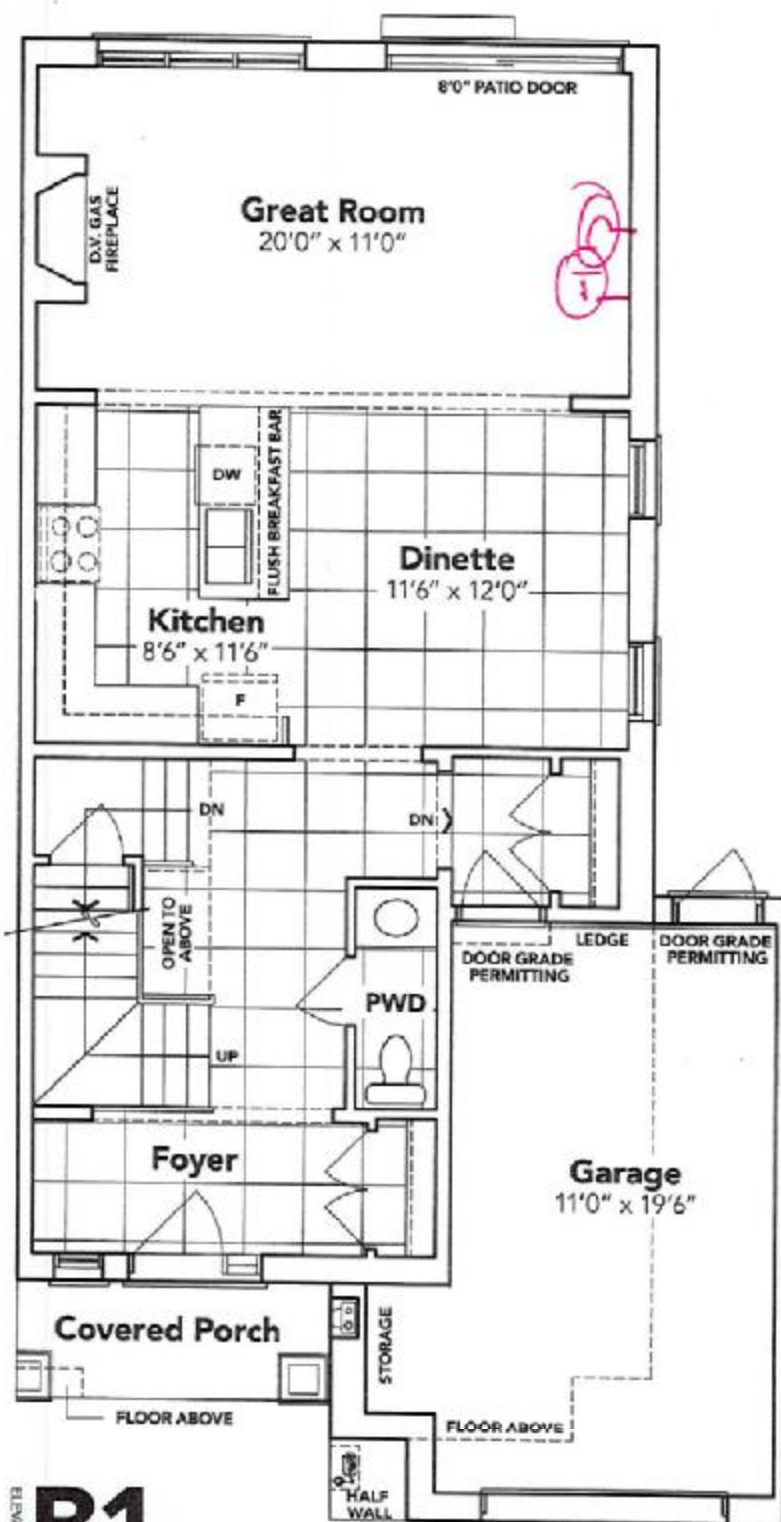 8'0" PATIO DOOR
D.V. GAS
FIREPLACE
Great Room
20'0" x 11'0"
1
DW
FLUSH BREAKFAST BAR
Dinette
11'6" x 12'0"
Kitchen
8'6" x 11'6"
F
DN
DN
OPEN TO
ABOVE
LEDGE
DOOR GRADE
PERMITTING
DOOR GRADE
PERMITTING
PWD
UP
Foyer
Garage
11'0" x 19'6"
Covered Porch
STORAGE
FLOOR ABOVE
FLOOR ABOVE
HALF
WALL